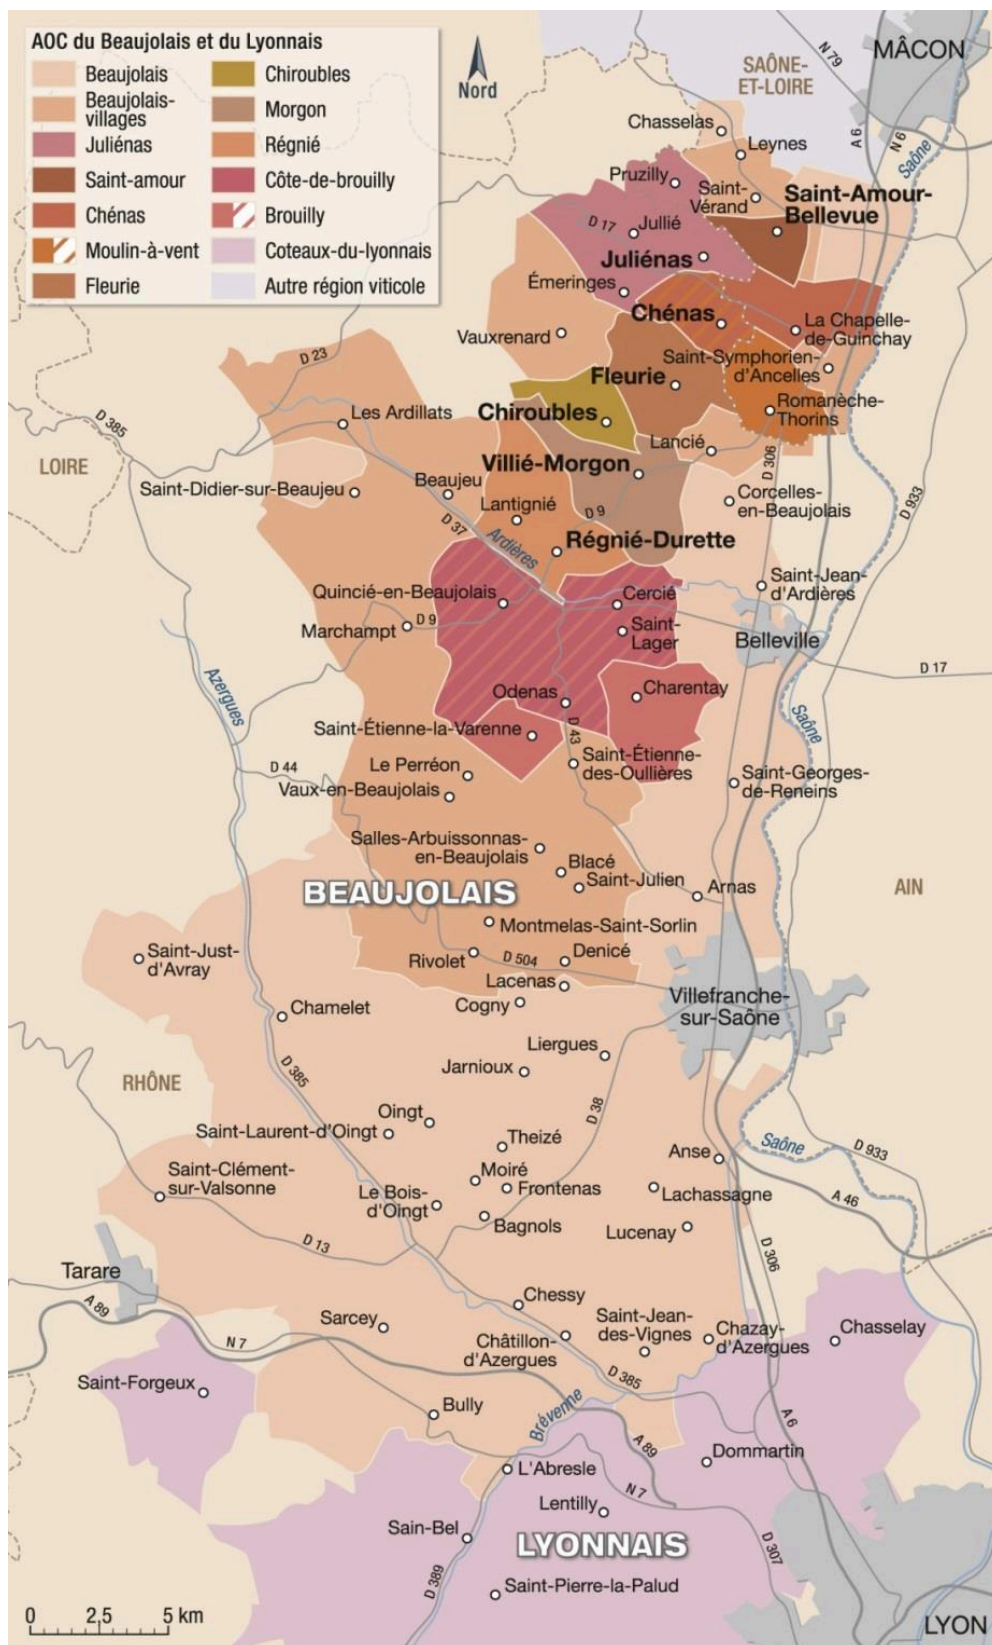 AOC du Beaujolais et du Lyonnais
Beaujolais
Beaujolais-
villages
Juliénas
Saint-amour
Chénas
Moulin-à-vent
Fleurie
Chiroubles
Morgon
Régnié
Côte-de-brouilly
Brouilly
Coteaux-du-lyonnais
Autre région viticole
Nord
N 79
MÂCON
SAÔNE-
ET-LOIRE
A 6
N 6
Saône
Chasselas
Leynes
Pruzilly
Saint-
Vérand
Saint-Amour-
Bellevue
D 17
Jullié
Juliénas
Émeringes
Chénas
La Chapelle-
de-Guinchay
Vauxrenard
Saint-Symphorien-
d'Ancelles
D 23
Fleurie
Romanèche-
Thorins
D 385
Les Ardillats
Chiroubles
Lancié
LOIRE
Villié-Morgon
D 306
Saint-Didier-sur-Beaujeu
Beaujeu
Lantignié
Corcelles-
en-Beaujolais
D 933
D 37
Ardières
D 9
Régnié-Durette
Saint-Jean-
d'Ardières
Quincié-en-Beaujolais
Cercié
Marchampt
D 9
Saint-
Lager
Belleville
D 17
Azergues
Odenas
Charentay
Saône
Saint-Étienne-la-Varenne
D 43
Le Perréon
Saint-Étienne-
des-Oullières
D 44
Vaux-en-Beaujolais
Saint-Georges-
de-Reneins
Salles-Arbuissonnas-
en-Beaujolais
Blacé
Saint-Julien
Arnas
AIN
BEAUJOLAIS
Montmelas-Saint-Sorlin
Saint-Just-
d'Avray
Rivolet
D 504
Denicé
Lacenas
Cogny
Villefranche-
sur-Saône
Chamelet
Liergues
Jarnioux
RHÔNE
D 385
D 38
Oingt
Saint-Laurent-d'Oingt
Theizé
Anse
Saône
D 933
Saint-Clément-
sur-Valsonne
Moiré
Frontenas
Lachassagne
A 46
Le Bois-
d'Oingt
Bagnols
Lucenay
D 13
D 306
Tarare
A 89
Chessy
Sarcey
Saint-Jean-
des-Vignes
Chazay-
d'Azergues
Chasselay
N 7
Châtillon-
d'Azergues
D 385
Saint-Forgeux
Bully
Brévenne
A 6
A 89
Dommartin
L'Abresle
N 7
Lentilly
Sain-Bel
LYONNAIS
D 307
D 389
Saint-Pierre-la-Palud
0 2,5 5 km
LYON